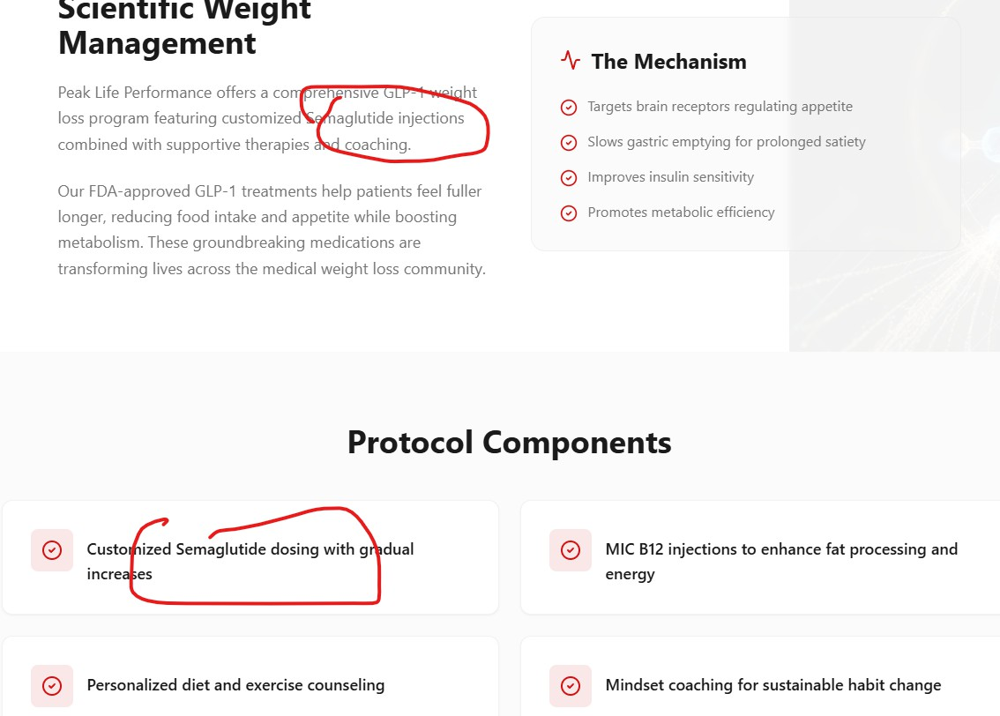 Scientific Weight
Management
Peak Life Performance offers a comprehensive GLP-1 weight
loss program featuring customized Semaglutide injections
combined with supportive therapies and coaching.
Our FDA-approved GLP-1 treatments help patients feel fuller
longer, reducing food intake and appetite while boosting
metabolism. These groundbreaking medications are
transforming lives across the medical weight loss community.
The Mechanism
Targets brain receptors regulating appetite
Slows gastric emptying for prolonged satiety
Improves insulin sensitivity
Promotes metabolic efficiency
Protocol Components
Customized Semaglutide dosing with gradual
increases
MIC B12 injections to enhance fat processing and
energy
Personalized diet and exercise counseling
Mindset coaching for sustainable habit change